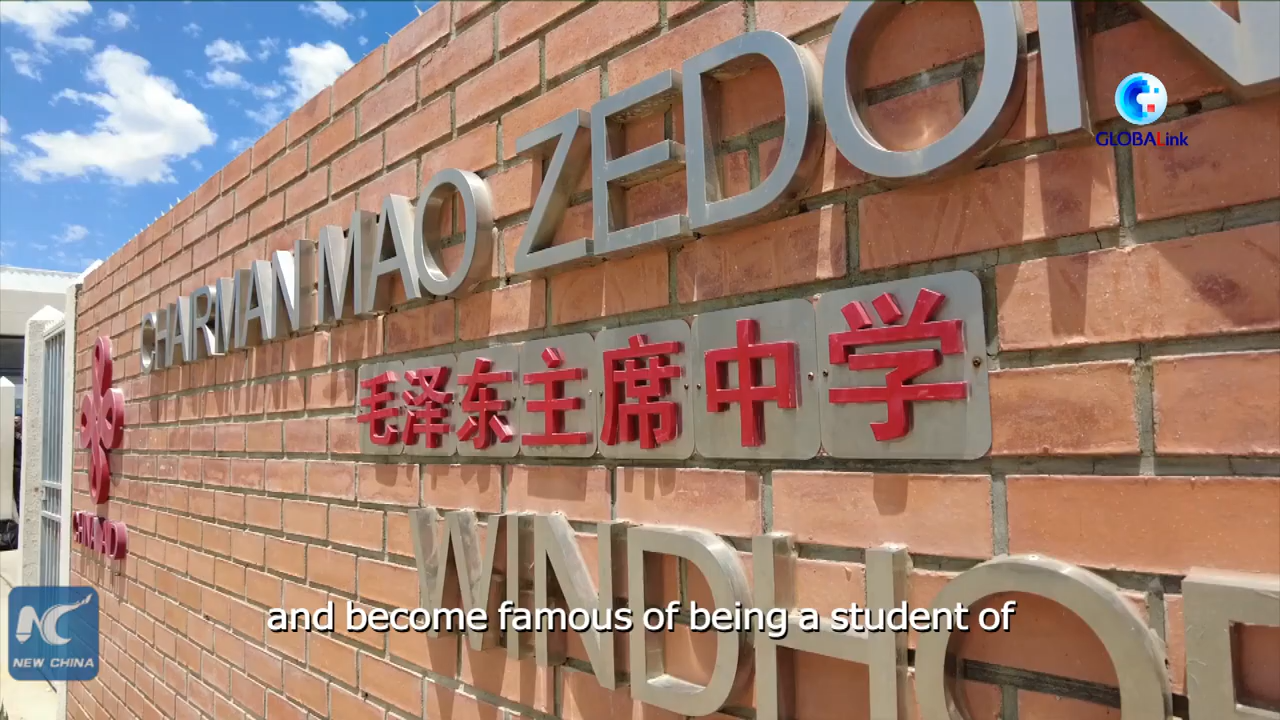 GLOBALink
CHARMAN MAO ZEDON
毛泽东主席中学
WINDHOE
and become famous of being a student of
NEW CHINA